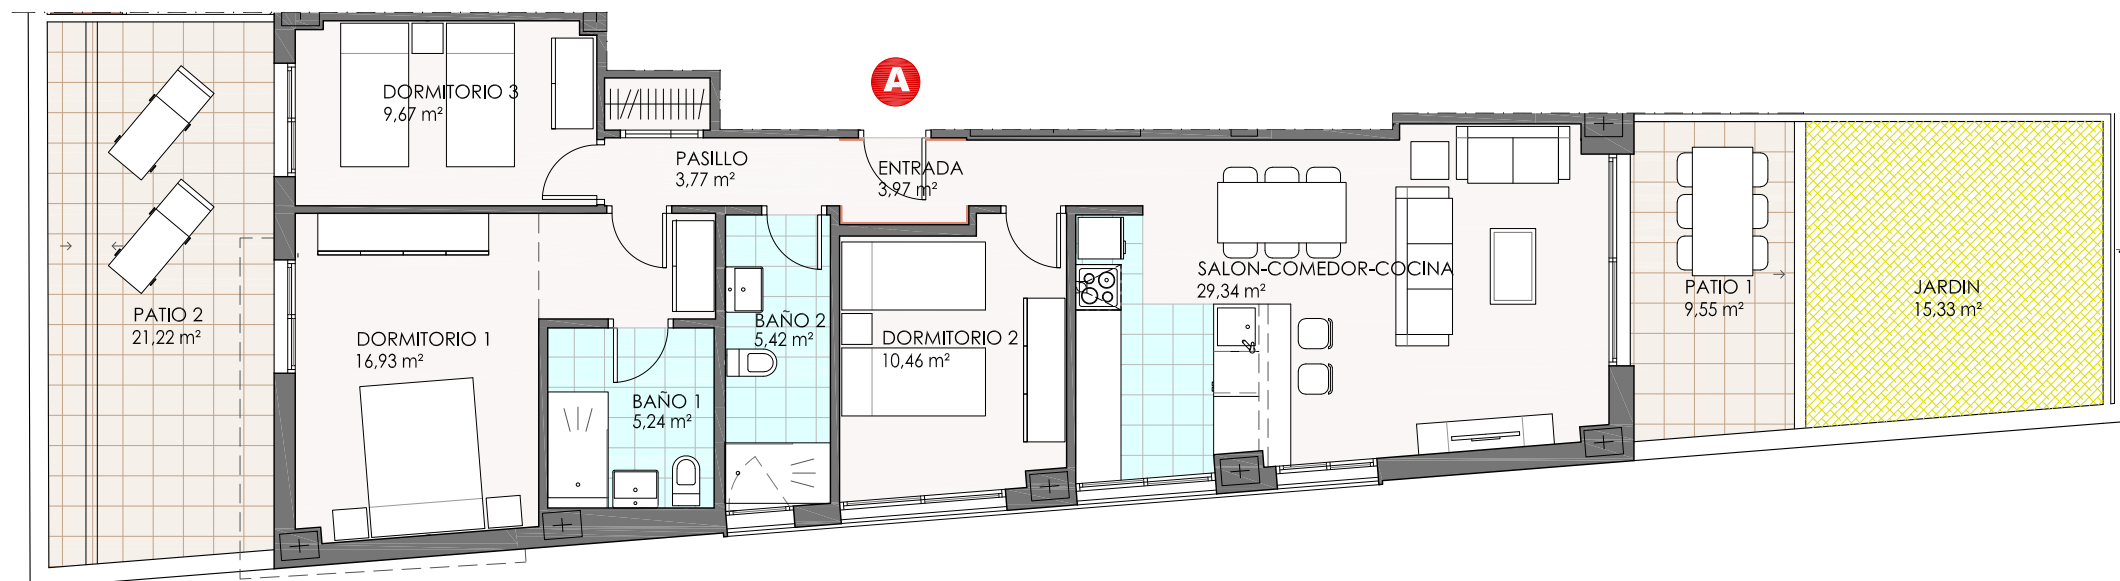 A
DORMITORIO 3
9,67 m²
PASILLO
3,77 m²
ENTRADA
3,97 m²
SALON-COMEDOR-COCINA
29,34 m²
PATIO 1
9,55 m²
JARDIN
15,33 m²
PATIO 2
21,22 m²
DORMITORIO 1
16,93 m²
BAÑO 1
5,24 m²
BAÑO 2
5,42 m²
DORMITORIO 2
10,46 m²